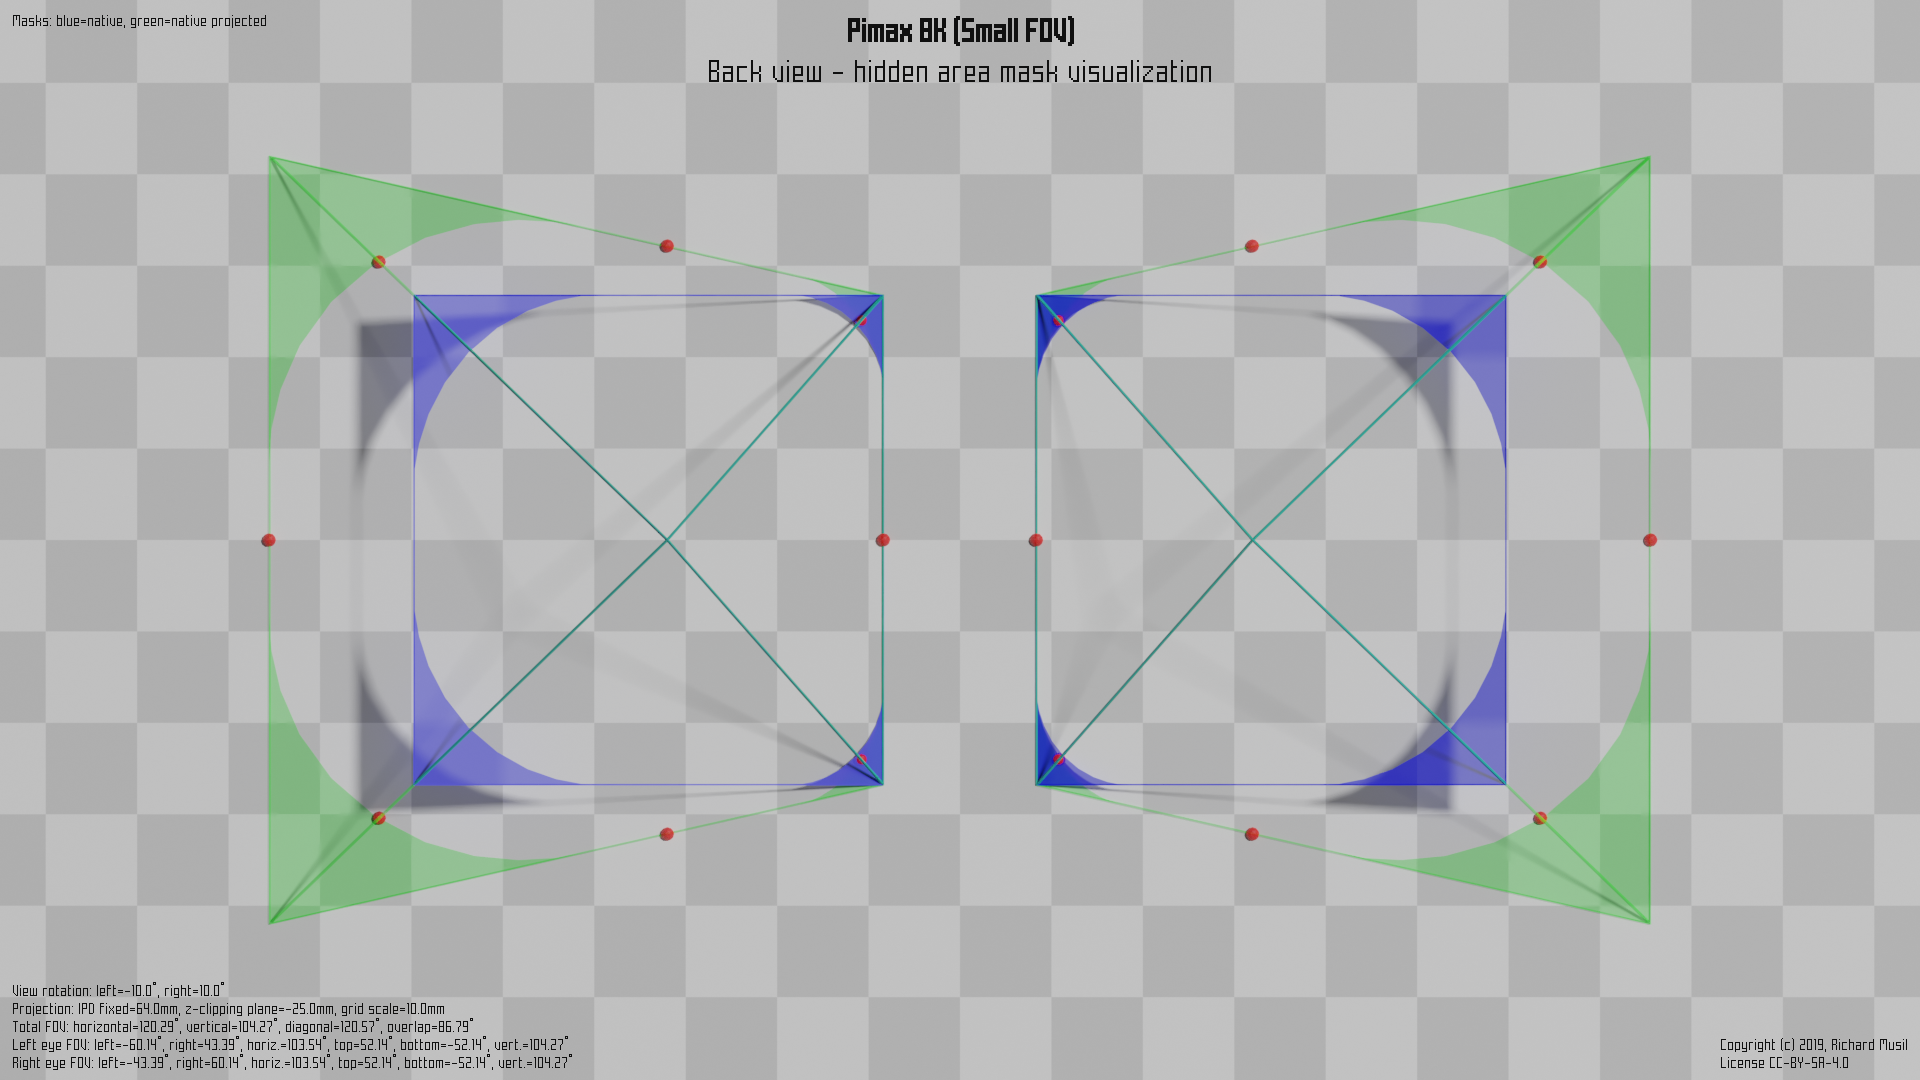 Masks: blue=native, green=native projected
Pimax 8K (Small FOV)
Back view - hidden area mask visualization
View rotation: left=-10.0°, right=10.0°
Projection: IPD fixed=64.0mm, z-clipping plane=-25.0mm, grid scale=10.0mm
Total FOV: horizontal=120.29°, vertical=104.27°, diagonal=120.57°, overlap=86.79°
Left eye FOV: left=-60.14°, right=43.39°, horiz.=103.54°, top=52.14°, bottom=-52.14°, vert.=104.27°
Right eye FOV: left=-43.39°, right=60.14°, horiz.=103.54°, top=52.14°, bottom=-52.14°, vert.=104.27°
Copyright (c) 2019, Richard Musil
License CC-BY-SA-4.0